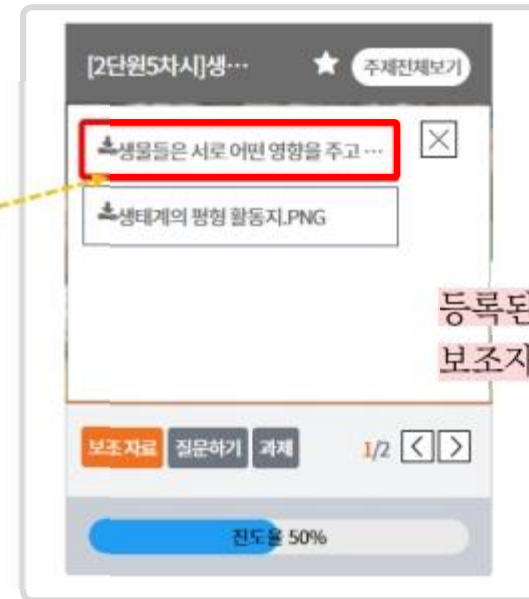 [2단원5차시]생… ★ 주제전체보기
생물들은 서로 어떤 영향을 주고 …
생태계의 평형 활동지.PNG
등록된
보조자
보조 자료 질문하기 과제 1/2 < >
진도율 50%